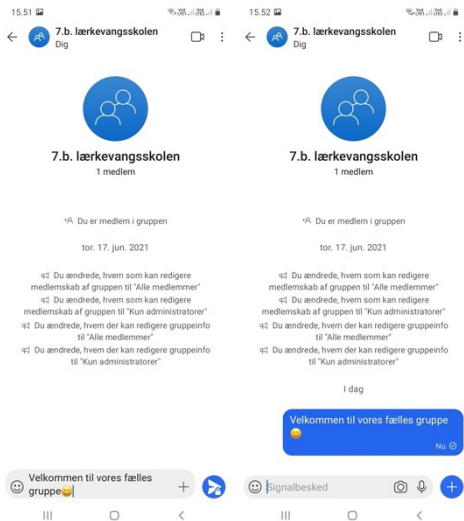 15.51
7.b. lærkevangsskolen
Dig
7.b. lærkevangsskolen
1 medlem
Du er medlem i gruppen
tor. 17. jun. 2021
Du ændrede, hvem som kan redigere
medlemskab af gruppen til "Alle medlemmer"
Du ændrede, hvem som kan redigere
medlemskab af gruppen til "Kun administratorer"
Du ændrede, hvem der kan redigere gruppeinfo
til "Alle medlemmer"
Du ændrede, hvem der kan redigere gruppeinfo
til "Kun administratorer"
Velkommen til vores fælles
gruppe😄
15.52
7.b. lærkevangsskolen
Dig
7.b. lærkevangsskolen
1 medlem
Du er medlem i gruppen
tor. 17. jun. 2021
Du ændrede, hvem som kan redigere
medlemskab af gruppen til "Alle medlemmer"
Du ændrede, hvem som kan redigere
medlemskab af gruppen til "Kun administratorer"
Du ændrede, hvem der kan redigere gruppeinfo
til "Alle medlemmer"
Du ændrede, hvem der kan redigere gruppeinfo
til "Kun administratorer"
I dag
Velkommen til vores fælles gruppe
😄
Nu
Signalbesked